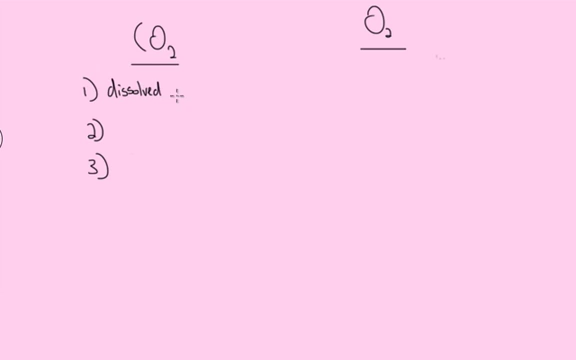 CO₂
O₂
1) dissolved
2)
3)